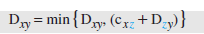 Dxy = min{Dxy, (cxz + Dzy)}